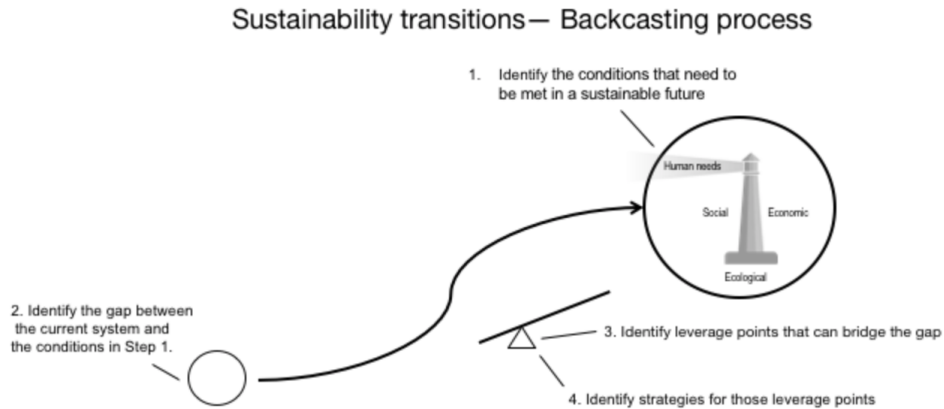 Sustainability transitions— Backcasting process
1. Identify the conditions that need to
be met in a sustainable future
Human needs
Social
Economic
Ecological
2. Identify the gap between
the current system and
the conditions in Step 1.
3. Identify leverage points that can bridge the gap
4. Identify strategies for those leverage points